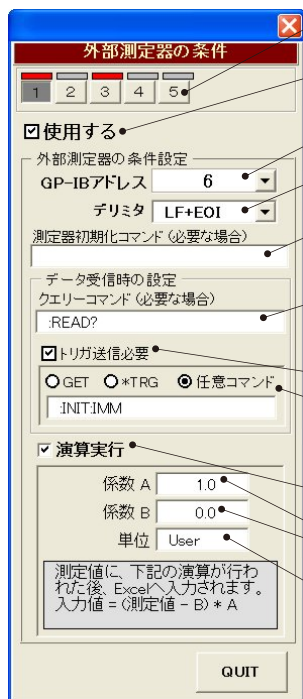 外部測定器の条件
1 2 3 4 5
使用する
外部測定器の条件設定
GP-IBアドレス 6
デリミタ LF+EOI
測定器初期化コマンド（必要な場合）
データ受信時の設定
クエリーコマンド（必要な場合）
:READ?
トリガ送信必要
GET *TRG 任意コマンド
:INIT:IMM
演算実行
係数 A 1.0
係数 B 0.0
単位 User
測定値に、下記の演算が行わ
れた後、Excelへ入力されます。
入力値 = (測定値 - B) * A
QUIT